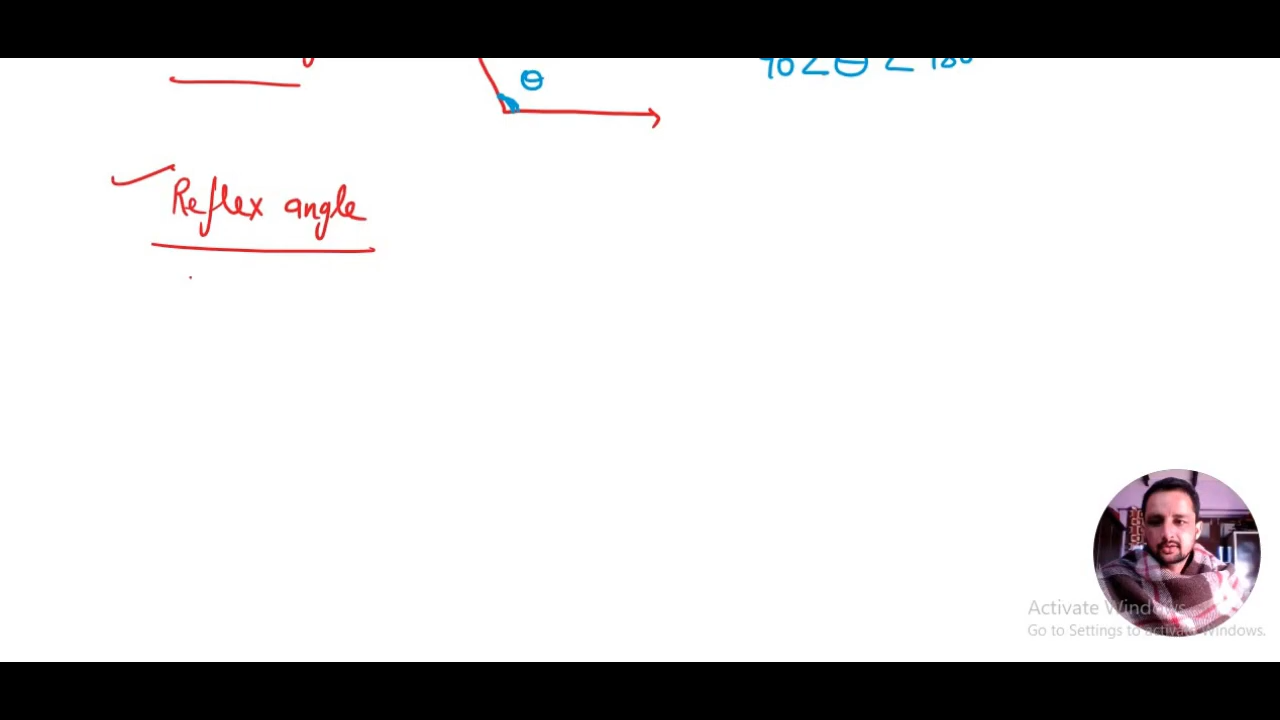 θ
90 < θ < 180
Reflex angle
Activate Windows
Go to Settings to activate Windows.